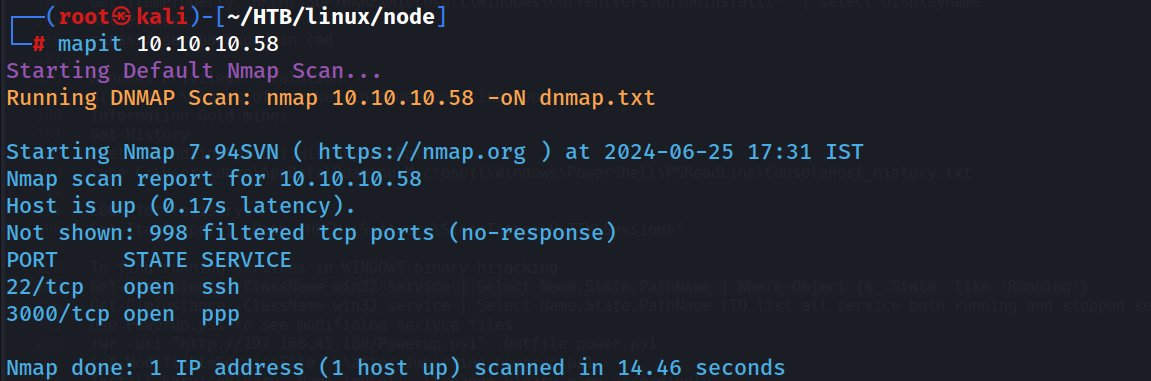 ┌──(root㉿kali)-[~/HTB/linux/node]
└─# mapit 10.10.10.58
Starting Default Nmap Scan...
Running DNMAP Scan: nmap 10.10.10.58 -oN dnmap.txt
Starting Nmap 7.94SVN ( https://nmap.org ) at 2024-06-25 17:31 IST
Nmap scan report for 10.10.10.58
Host is up (0.17s latency).
Not shown: 998 filtered tcp ports (no-response)
PORT     STATE SERVICE
22/tcp   open  ssh
3000/tcp open  ppp
Nmap done: 1 IP address (1 host up) scanned in 14.46 seconds